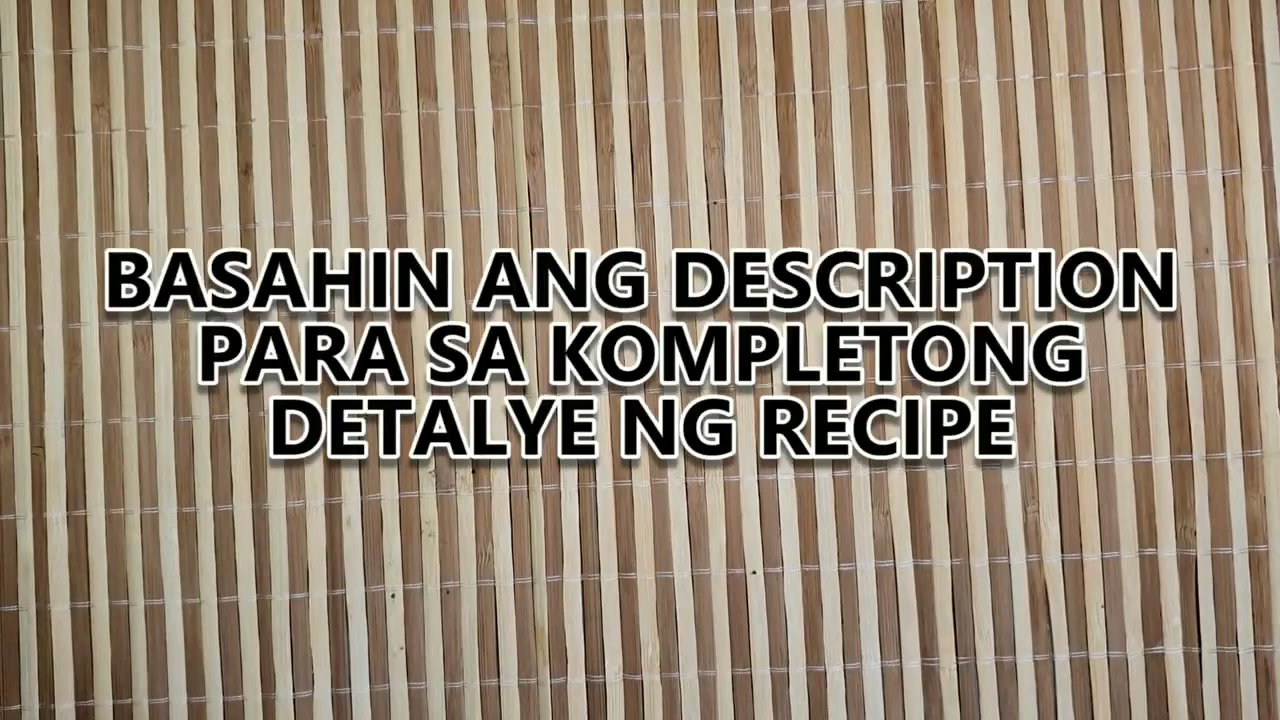 BASAHIN ANG DESCRIPTION
PARA SA KOMPLETONG
DETALYE NG RECIPE